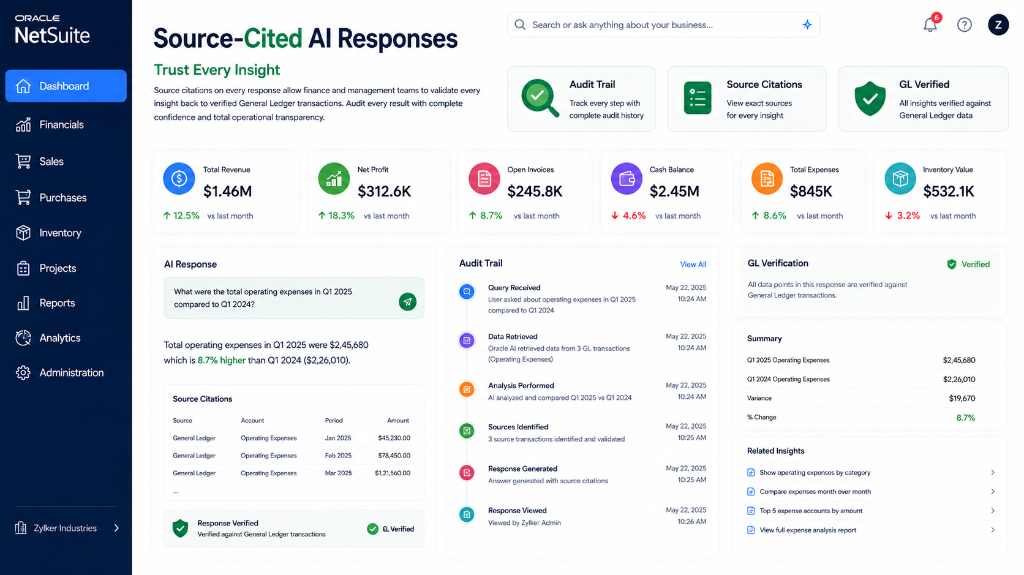 ORACLE
NetSuite
Dashboard
Financials
Sales
Purchases
Inventory
Projects
Reports
Analytics
Administration
Zylker Industries
Search or ask anything about your business...
6
?
Z
Source-Cited AI Responses
Trust Every Insight
Source citations on every response allow finance and management teams to validate every
insight back to verified General Ledger transactions. Audit every result with complete
confidence and total operational transparency.
Audit Trail
Track every step with
complete audit history
Source Citations
View exact sources
for every insight
GL Verified
All insights verified against
General Ledger data
Total Revenue
$1.46M
↑ 12.5% vs last month
Net Profit
$312.6K
↑ 18.3% vs last month
Open Invoices
$245.8K
↑ 8.7% vs last month
Cash Balance
$2.45M
↓ 4.6% vs last month
Total Expenses
$845K
↑ 8.6% vs last month
Inventory Value
$532.1K
↓ 3.2% vs last month
AI Response
What were the total operating expenses in Q1 2025
compared to Q1 2024?
Total operating expenses in Q1 2025 were $2,45,680
which is 8.7% higher than Q1 2024 ($2,26,010).
Source Citations
Source Account Period Amount
General Ledger Operating Expenses Jan 2025 $45,230.00
General Ledger Operating Expenses Feb 2025 $78,450.00
General Ledger Operating Expenses Mar 2025 $1,21,560.00
...
Response Verified
Verified against General Ledger transactions
GL Verified
Audit Trail
View All
Query Received May 22, 2025
User asked about operating expenses in Q1 2025 10:24 AM
compared to Q1 2024
Data Retrieved May 22, 2025
Oracle AI retrieved data from 3 GL transactions 10:24 AM
(Operating Expenses)
Analysis Performed May 22, 2025
AI analyzed and compared Q1 2025 vs Q1 2024 10:24 AM
Sources Identified May 22, 2025
3 source transactions identified and validated 10:25 AM
Response Generated May 22, 2025
Answer generated with source citations 10:25 AM
Response Viewed May 22, 2025
Viewed by Zylker Admin 10:26 AM
GL Verification
Verified
All data points in this response are verified against
General Ledger transactions.
Summary
Q1 2025 Operating Expenses $2,45,680
Q1 2024 Operating Expenses $2,26,010
Variance $19,670
% Change 8.7%
Related Insights
Show operating expenses by category
Compare expenses month over month
Top 5 expense accounts by amount
View full expense analysis report